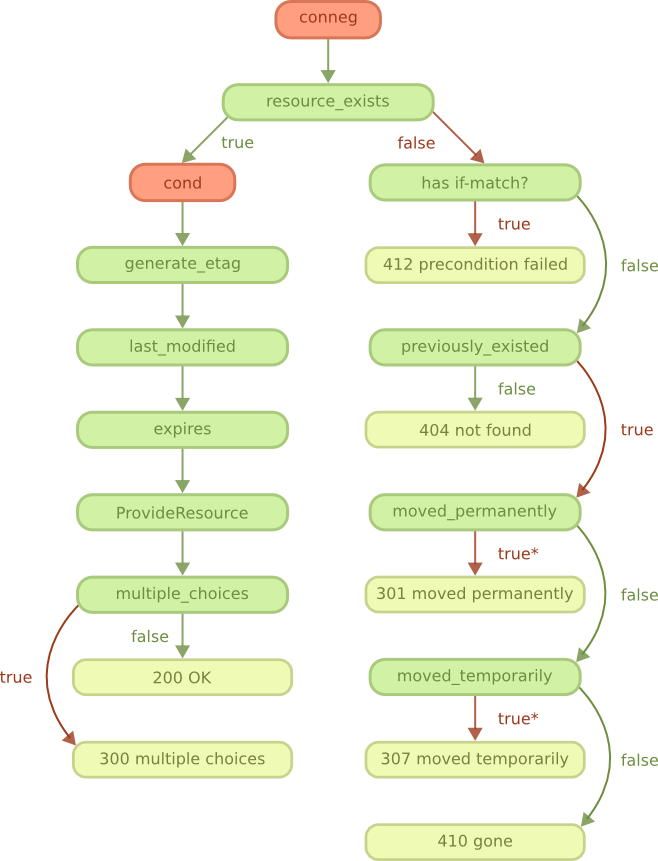 conneg
resource_exists
true
false
cond
has if-match?
true
generate_etag
412 precondition failed
false
last_modified
previously_existed
false
expires
404 not found
true
ProvideResource
moved_permanently
true*
multiple_choices
301 moved permanently
false
false
true
200 OK
moved_temporarily
true*
300 multiple choices
307 moved temporarily
false
410 gone